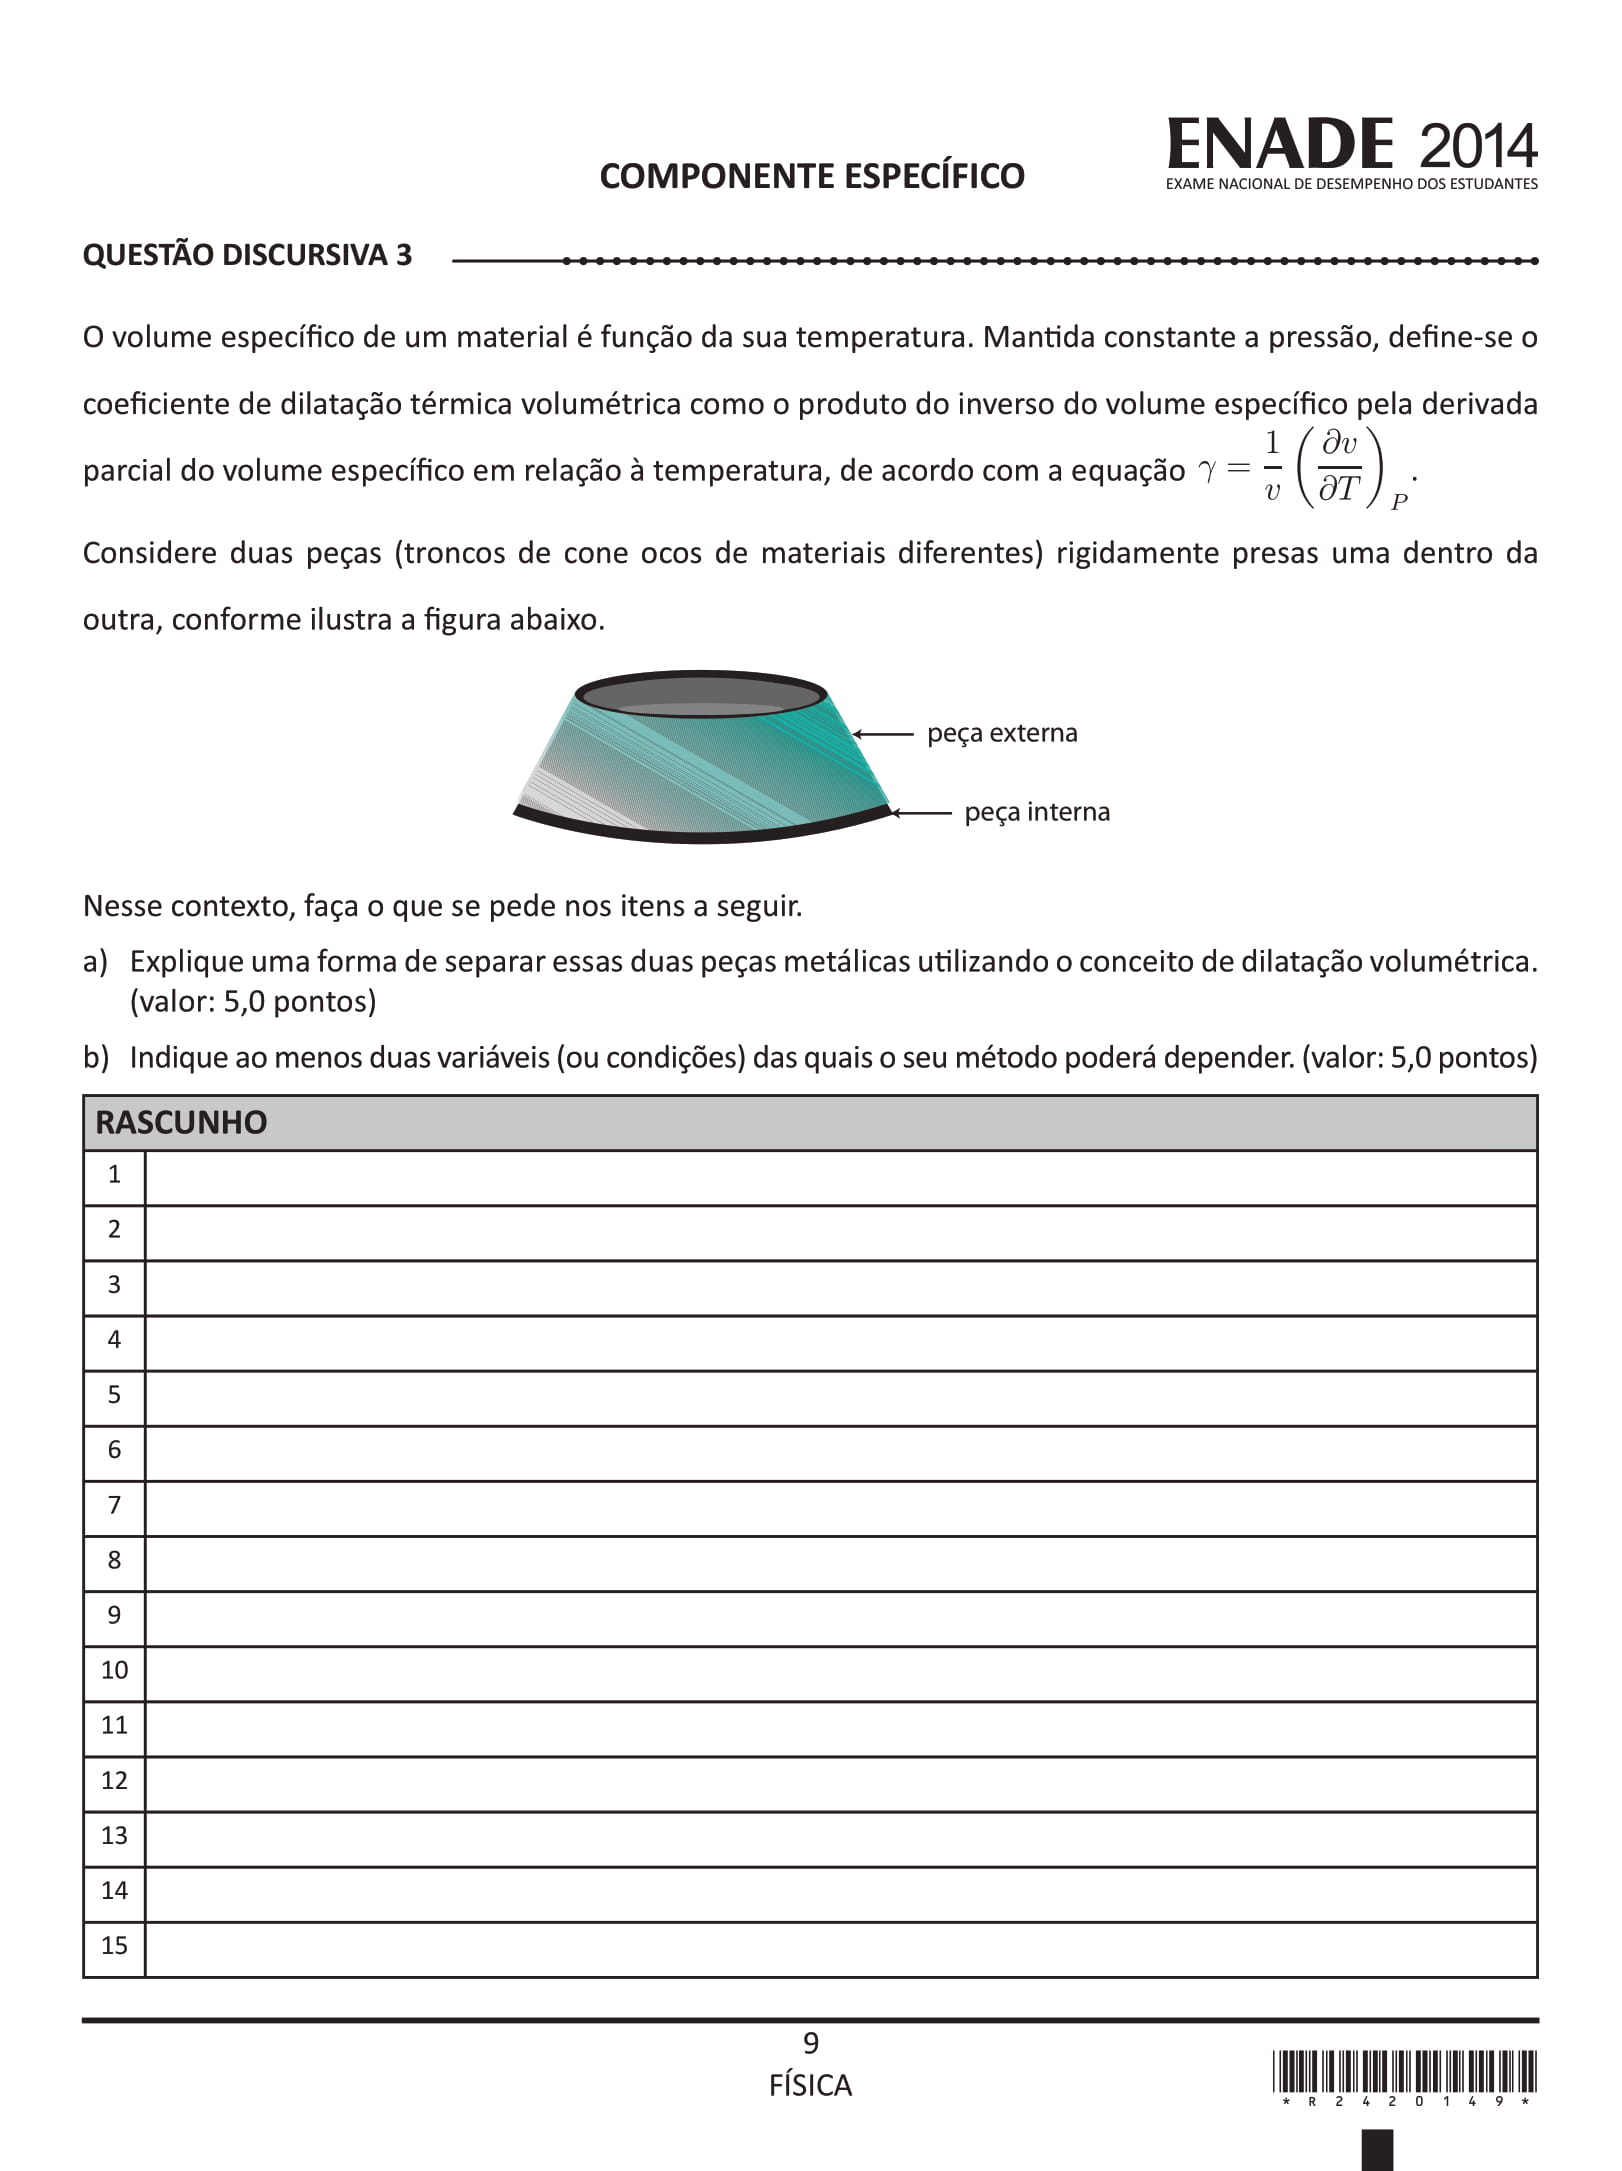 ENADE 2014
EXAME NACIONAL DE DESEMPENHO DOS ESTUDANTES
COMPONENTE ESPECÍFICO
QUESTÃO DISCURSIVA 3
O volume específico de um material é função da sua temperatura. Mantida constante a pressão, define-se o
coeficiente de dilatação térmica volumétrica como o produto do inverso do volume específico pela derivada
parcial do volume específico em relação à temperatura, de acordo com a equação γ = 1/v (∂v/∂T)_P.
Considere duas peças (troncos de cone ocos de materiais diferentes) rigidamente presas uma dentro da
outra, conforme ilustra a figura abaixo.
peça externa
peça interna
Nesse contexto, faça o que se pede nos itens a seguir.
a) Explique uma forma de separar essas duas peças metálicas utilizando o conceito de dilatação volumétrica.
(valor: 5,0 pontos)
b) Indique ao menos duas variáveis (ou condições) das quais o seu método poderá depender. (valor: 5,0 pontos)
RASCUNHO
1
2
3
4
5
6
7
8
9
10
11
12
13
14
15
9
FÍSICA
* R 2 4 2 0 1 4 9 *